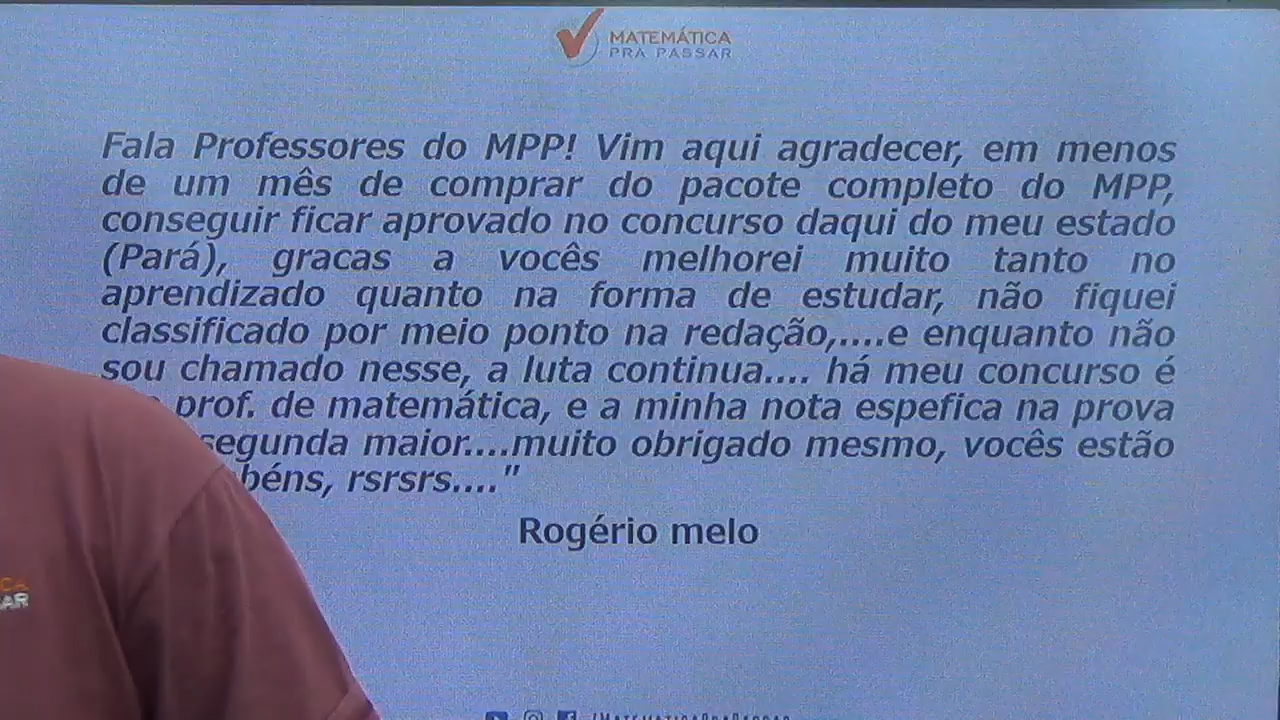 MATEMÁTICA
PRA PASSAR
Fala Professores do MPP! Vim aqui agradecer, em menos
de um mês de comprar do pacote completo do MPP,
conseguir ficar aprovado no concurso daqui do meu estado
(Pará), gracas a vocês melhorei muito tanto no
aprendizado quanto na forma de estudar, não fiquei
classificado por meio ponto na redação,....e enquanto não
sou chamado nesse, a luta continua.... há meu concurso é
prof. de matemática, e a minha nota espefica na prova
segunda maior....muito obrigado mesmo, vocês estão
béns, rsrsrs...."
Rogério melo
CA
AR
/MATEMATICAPRAPASSAR